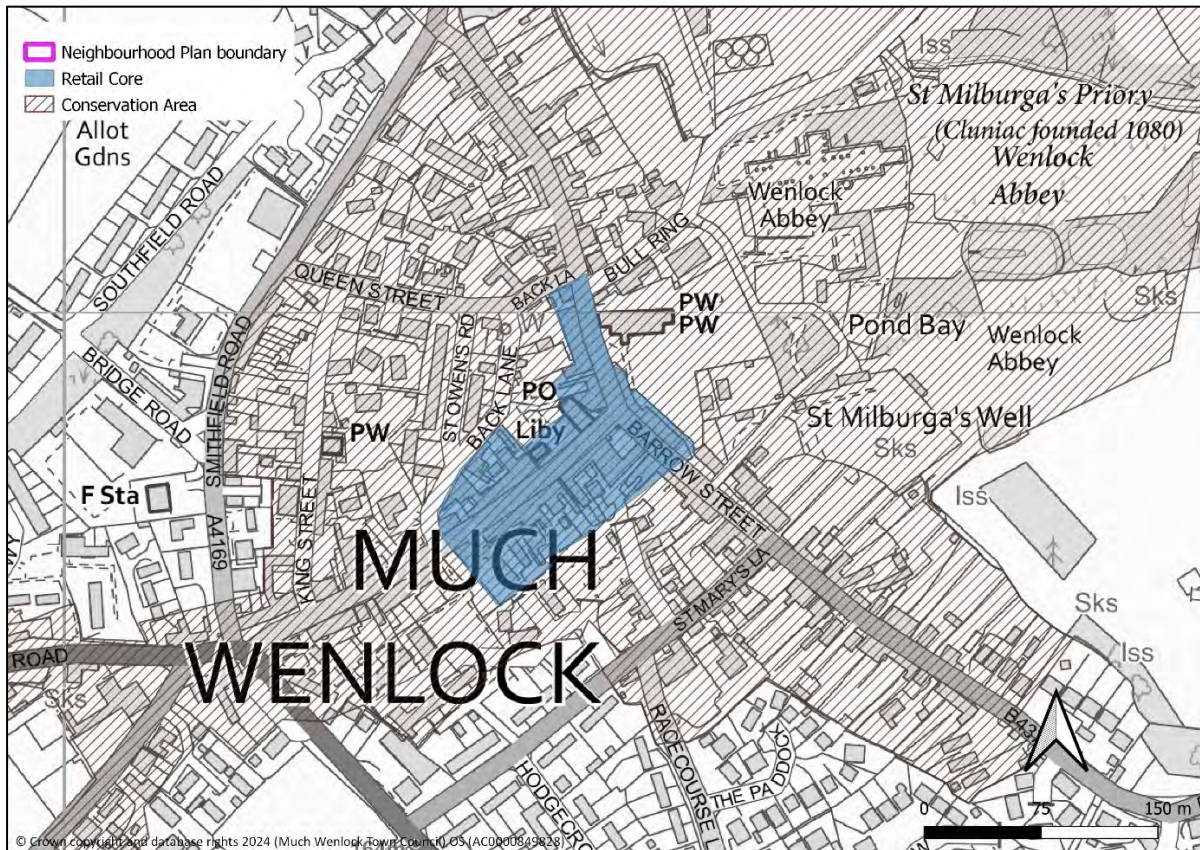 Neighbourhood Plan boundary
Retail Core
Conservation Area
Allot
Gdns
Iss
St Milburga's Priory
(Cluniac founded 1080)
Wenlock
Abbey
Wenlock
Abbey
SOUTHFIELD ROAD
QUEEN STREET
BACK LA
BULL RING
Sks
PW
PW
Pond Bay
Wenlock
Abbey
BRIDGE ROAD
SMITHFIELD ROAD
ST OWEN'S RD
BACK LANE
PO
Liby
St Milburga's Well
Sks
PW
BARROW STREET
F Sta
Iss
A4169
KING STREET
MUCH
ST MARY'S LA
Sks
Iss
WENLOCK
ROAD
Sks
RACECOURSE L
THE PADDOCK
HODGECRO
0 75 150 m
© Crown copyright and database rights 2024 (Much Wenlock Town Council) OS (AC0000849828)